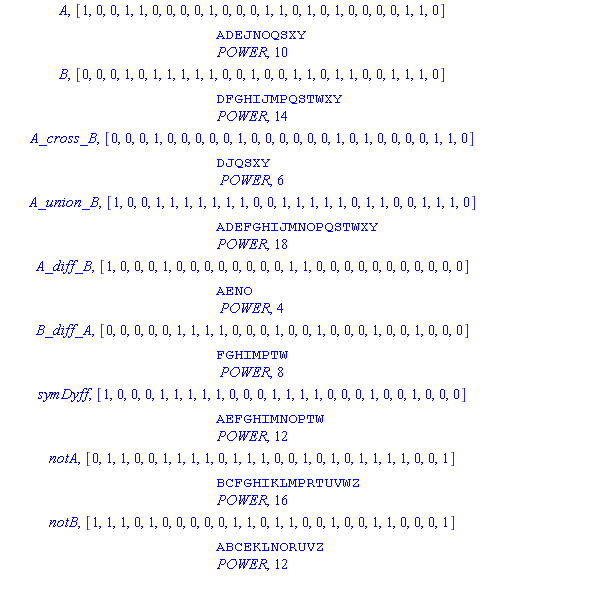 A, [1, 0, 0, 1, 1, 0, 0, 0, 0, 1, 0, 0, 0, 1, 1, 0, 1, 0, 1, 0, 0, 0, 0, 1, 1, 0]
ADEJNOQSXY
POWER, 10
B, [0, 0, 0, 1, 0, 1, 1, 1, 1, 1, 0, 0, 1, 0, 0, 1, 1, 0, 1, 1, 0, 0, 1, 1, 1, 0]
DFGHIJMPQSTWXY
POWER, 14
A_cross_B, [0, 0, 0, 1, 0, 0, 0, 0, 0, 1, 0, 0, 0, 0, 0, 0, 1, 0, 1, 0, 0, 0, 0, 1, 1, 0]
DJQSXY
POWER, 6
A_union_B, [1, 0, 0, 1, 1, 1, 1, 1, 1, 1, 0, 0, 1, 1, 1, 1, 1, 0, 1, 1, 0, 0, 1, 1, 1, 0]
ADEFGHIJMNOPQSTWXY
POWER, 18
A_diff_B, [1, 0, 0, 0, 1, 0, 0, 0, 0, 0, 0, 0, 0, 1, 1, 0, 0, 0, 0, 0, 0, 0, 0, 0, 0, 0]
AENO
POWER, 4
B_diff_A, [0, 0, 0, 0, 0, 1, 1, 1, 1, 0, 0, 0, 1, 0, 0, 1, 0, 0, 0, 1, 0, 0, 1, 0, 0, 0]
FGHIMPTW
POWER, 8
symDyff, [1, 0, 0, 0, 1, 1, 1, 1, 1, 0, 0, 0, 1, 1, 1, 1, 0, 0, 0, 1, 0, 0, 1, 0, 0, 0]
AEFGHIMNOPTW
POWER, 12
notA, [0, 1, 1, 0, 0, 1, 1, 1, 1, 0, 1, 1, 1, 0, 0, 1, 0, 1, 0, 1, 1, 1, 1, 0, 0, 1]
BCFGHIKLMPRTUVWZ
POWER, 16
notB, [1, 1, 1, 0, 1, 0, 0, 0, 0, 0, 1, 1, 0, 1, 1, 0, 0, 1, 0, 0, 1, 1, 0, 0, 0, 1]
ABCEKLNORUVZ
POWER, 12